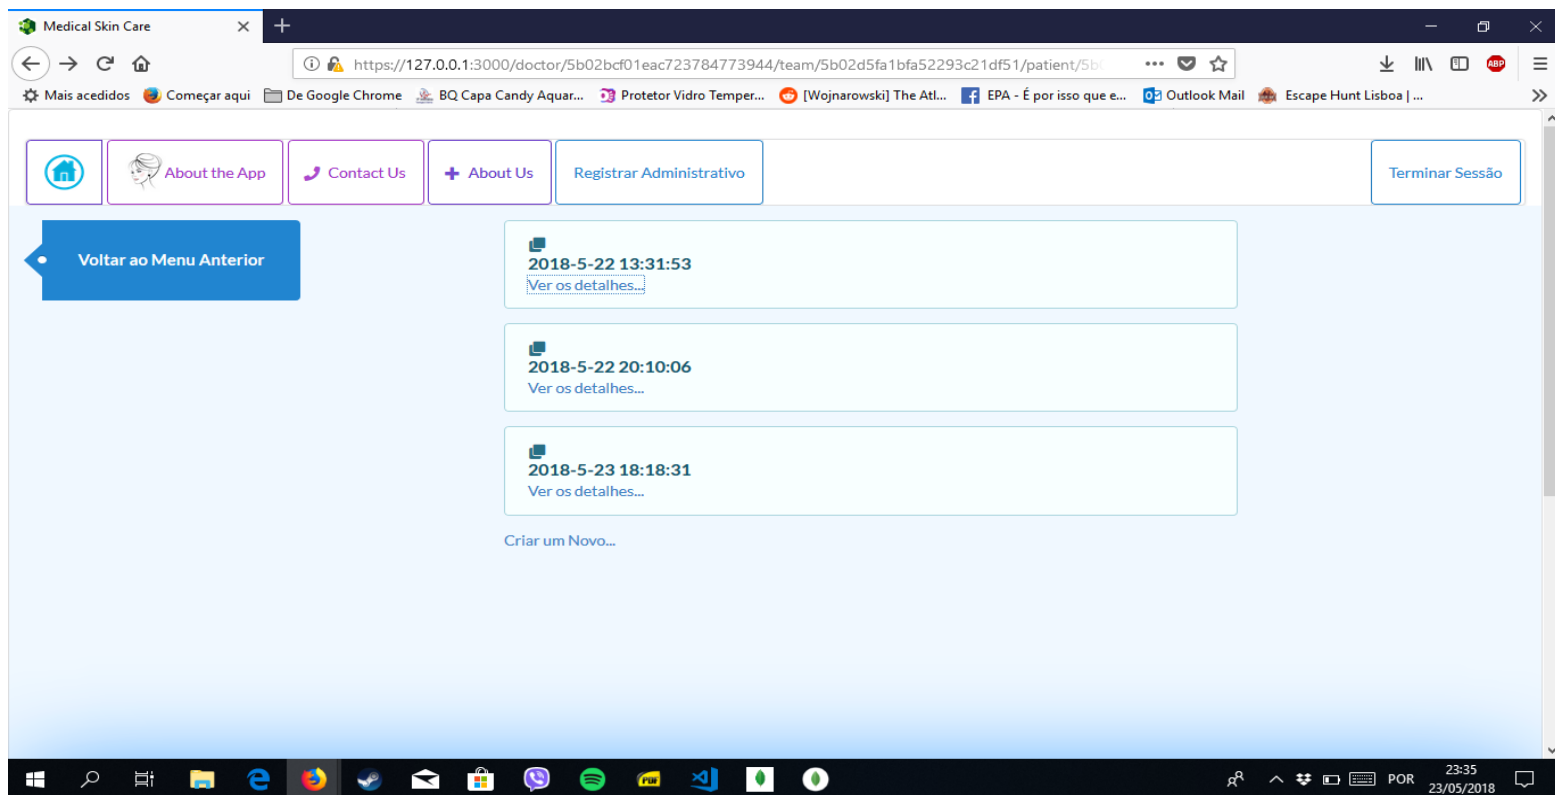 Medical Skin Care
https://127.0.0.1:3000/doctor/5b02bcf01eac723784773944/team/5b02d5fa1bfa52293c21df51/patient/5b
ABP
Mais acedidos Começar aqui De Google Chrome BQ Capa Candy Aquar... Protetor Vidro Temper... [Wojnarowski] The Atl... EPA - É por isso que e... Outlook Mail Escape Hunt Lisboa | ...
About the App Contact Us About Us Registrar Administrativo Terminar Sessão
Voltar ao Menu Anterior
2018-5-22 13:31:53
Ver os detalhes...
2018-5-22 20:10:06
Ver os detalhes...
2018-5-23 18:18:31
Ver os detalhes...
Criar um Novo...
PDF
POR
23:35
23/05/2018